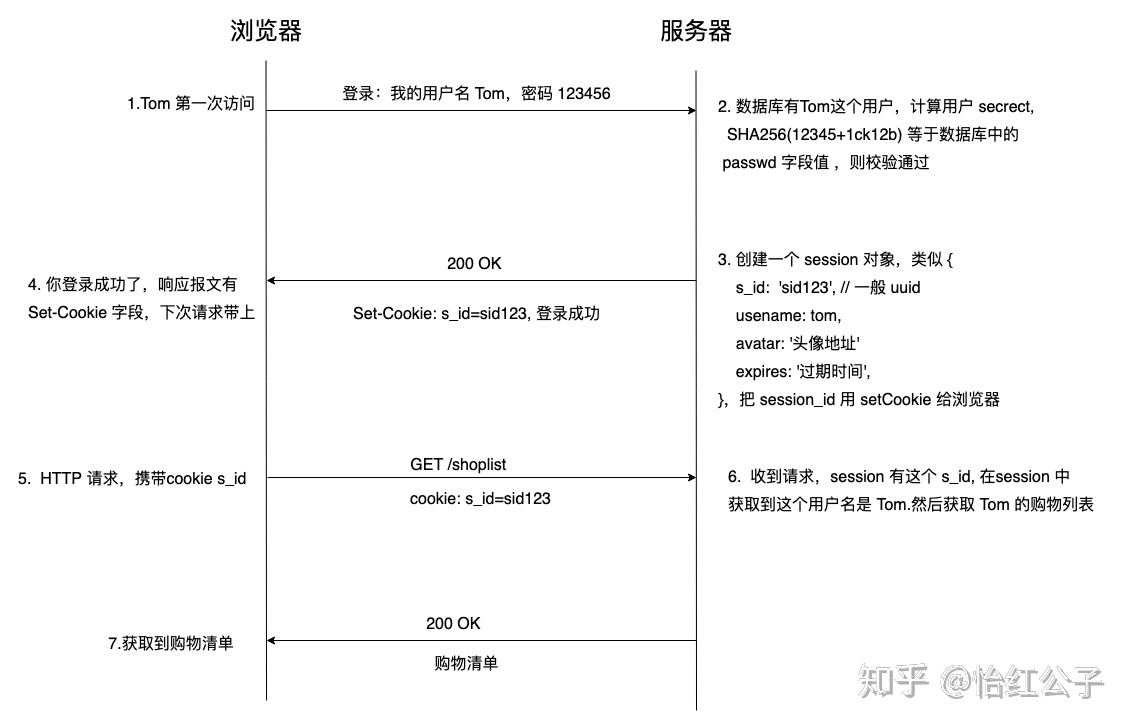 浏览器
服务器
1.Tom 第一次访问
登录：我的用户名 Tom，密码 123456
2. 数据库有Tom这个用户，计算用户 secrect,
SHA256(12345+1ck12b) 等于数据库中的
passwd 字段值 ，则校验通过
200 OK
Set-Cookie: s_id=sid123, 登录成功
3. 创建一个 session 对象，类似 {
s_id: 'sid123', // 一般 uuid
usename: tom,
avatar: '头像地址'
expires: '过期时间',
}，把 session_id 用 setCookie 给浏览器
4. 你登录成功了，响应报文有
Set-Cookie 字段，下次请求带上
5. HTTP 请求，携带cookie s_id
GET /shoplist
cookie: s_id=sid123
6. 收到请求，session 有这个 s_id, 在session 中
获取到这个用户名是 Tom.然后获取 Tom 的购物列表
7.获取到购物清单
200 OK
购物清单
知乎 @怡红公子